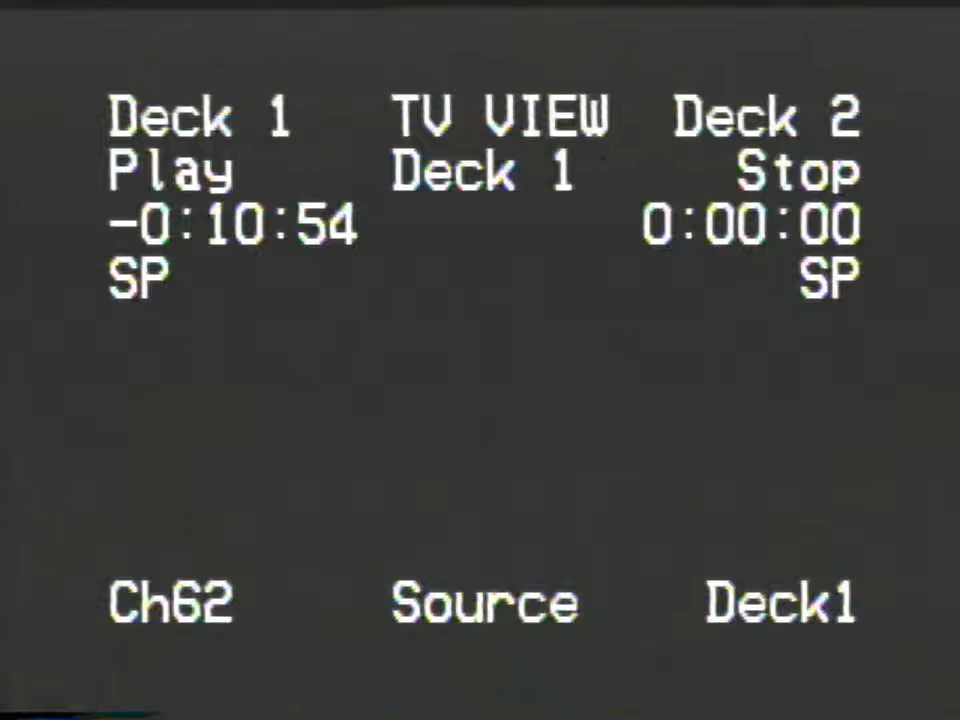 Deck 1 TV VIEW Deck 2
Play Deck 1 Stop
-0:10:54 0:00:00
SP SP
Ch62 Source Deck1